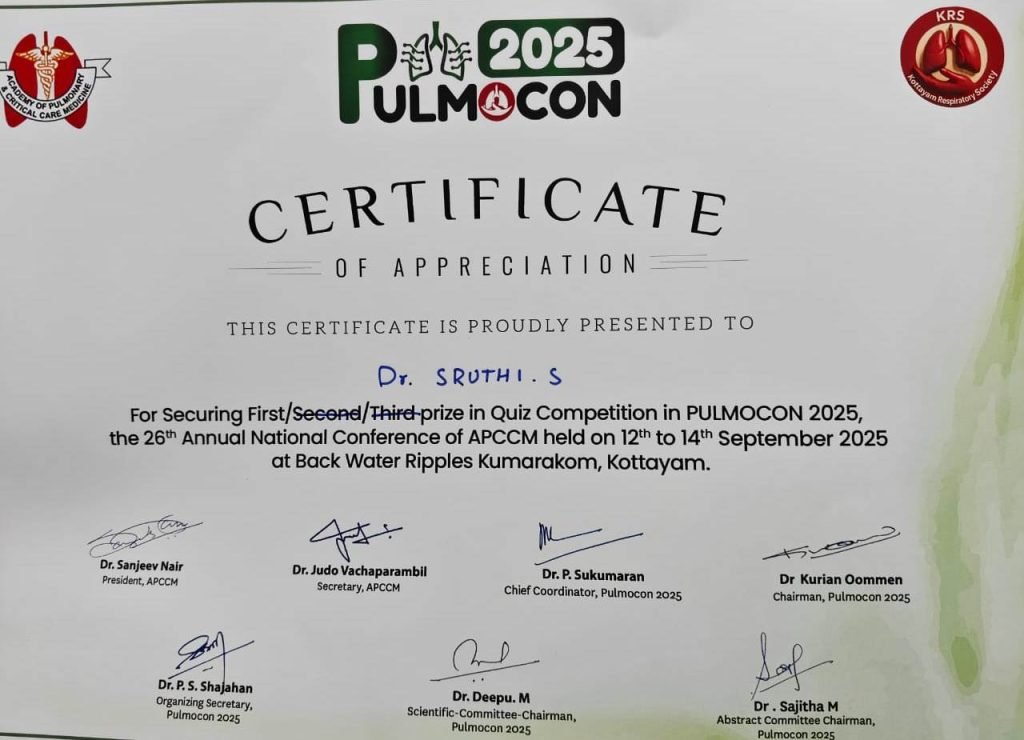 ACADEMY OF PULMONARY & CRITICAL CARE MEDICINE
PULMOCON 2025
KRS
Kottayam Respiratory Society
CERTIFICATE
OF APPRECIATION
THIS CERTIFICATE IS PROUDLY PRESENTED TO
Dr. SRUTHI. S
For Securing First/Second/Third prize in Quiz Competition in PULMOCON 2025,
the 26th Annual National Conference of APCCM held on 12th to 14th September 2025
at Back Water Ripples Kumarakom, Kottayam.
Dr. Sanjeev Nair
President, APCCM
Dr. Judo Vachaparambil
Secretary, APCCM
Dr. P. Sukumaran
Chief Coordinator, Pulmocon 2025
Dr Kurian Oommen
Chairman, Pulmocon 2025
Dr. P. S. Shajahan
Organizing Secretary,
Pulmocon 2025
Dr. Deepu. M
Scientific-Committee-Chairman,
Pulmocon 2025
Dr . Sajitha M
Abstract Committee Chairman,
Pulmocon 2025